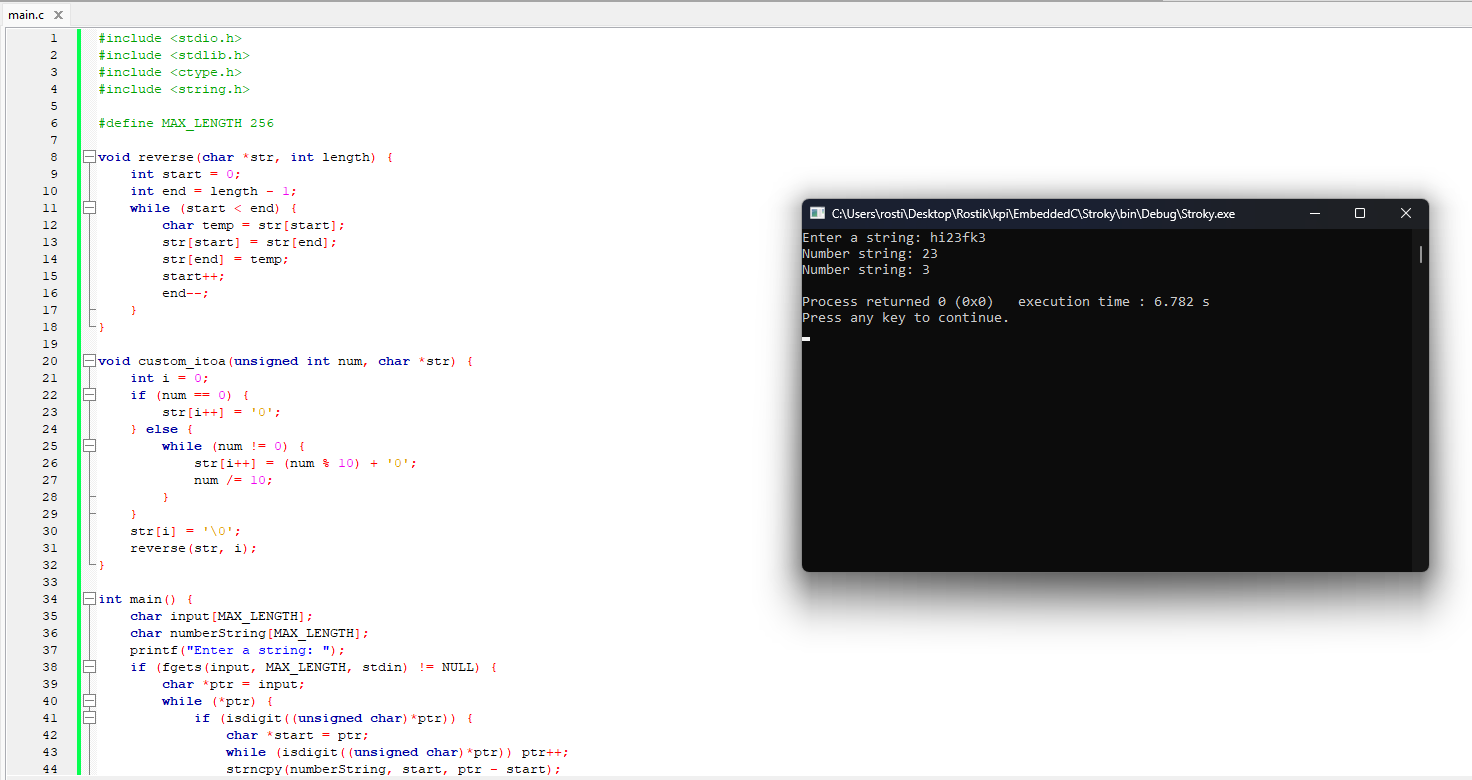 main.c
1 #include <stdio.h>
2 #include <stdlib.h>
3 #include <ctype.h>
4 #include <string.h>
5
6 #define MAX_LENGTH 256
7
8 void reverse(char *str, int length) {
9     int start = 0;
10     int end = length - 1;
11     while (start < end) {
12         char temp = str[start];
13         str[start] = str[end];
14         str[end] = temp;
15         start++;
16         end--;
17     }
18 }
19
20 void custom_itoa(unsigned int num, char *str) {
21     int i = 0;
22     if (num == 0) {
23         str[i++] = '0';
24     } else {
25         while (num != 0) {
26             str[i++] = (num % 10) + '0';
27             num /= 10;
28         }
29     }
30     str[i] = '\0';
31     reverse(str, i);
32 }
33
34 int main() {
35     char input[MAX_LENGTH];
36     char numberString[MAX_LENGTH];
37     printf("Enter a string: ");
38     if (fgets(input, MAX_LENGTH, stdin) != NULL) {
39         char *ptr = input;
40         while (*ptr) {
41             if (isdigit((unsigned char)*ptr)) {
42                 char *start = ptr;
43                 while (isdigit((unsigned char)*ptr)) ptr++;
44                 strncpy(numberString, start, ptr - start);
C:\Users\rosti\Desktop\Rostik\kpi\EmbeddedC\Stroky\bin\Debug\Stroky.exe
Enter a string: hi23fk3
Number string: 23
Number string: 3
Process returned 0 (0x0)   execution time : 6.782 s
Press any key to continue.